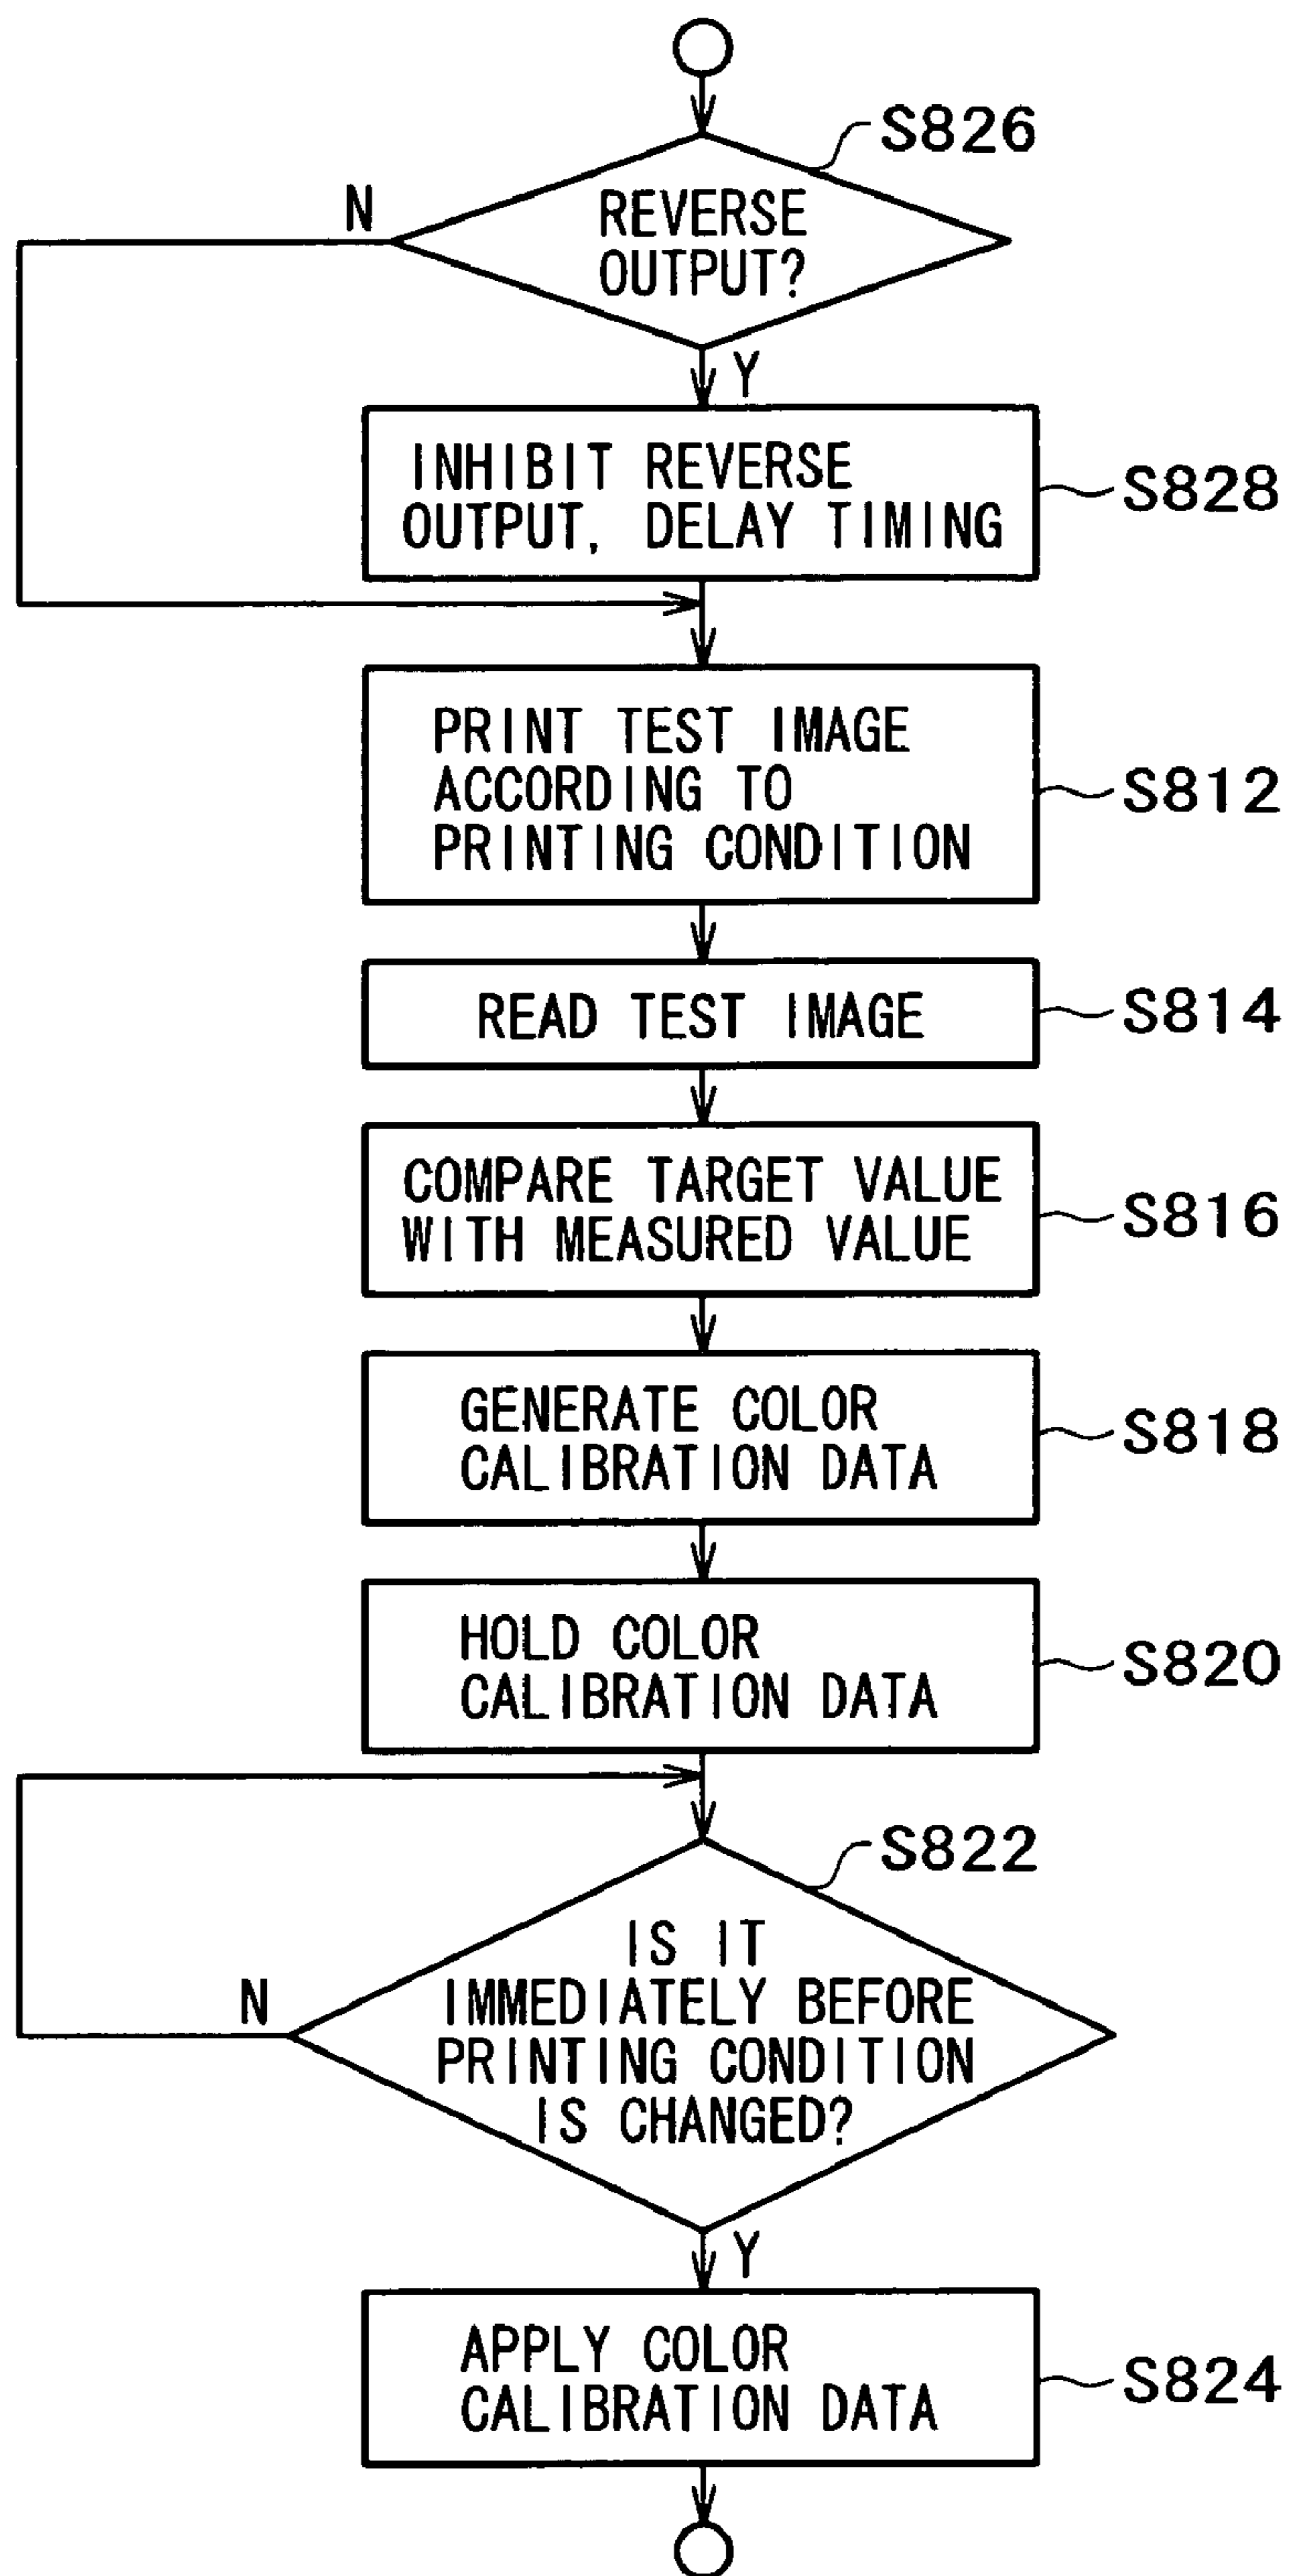 S826
REVERSE
OUTPUT?
N
Y
INHIBIT REVERSE
OUTPUT, DELAY TIMING
S828
PRINT TEST IMAGE
ACCORDING TO
PRINTING CONDITION
S812
READ TEST IMAGE
S814
COMPARE TARGET VALUE
WITH MEASURED VALUE
S816
GENERATE COLOR
CALIBRATION DATA
S818
HOLD COLOR
CALIBRATION DATA
S820
S822
IS IT
IMMEDIATELY BEFORE
PRINTING CONDITION
IS CHANGED?
N
Y
APPLY COLOR
CALIBRATION DATA
S824